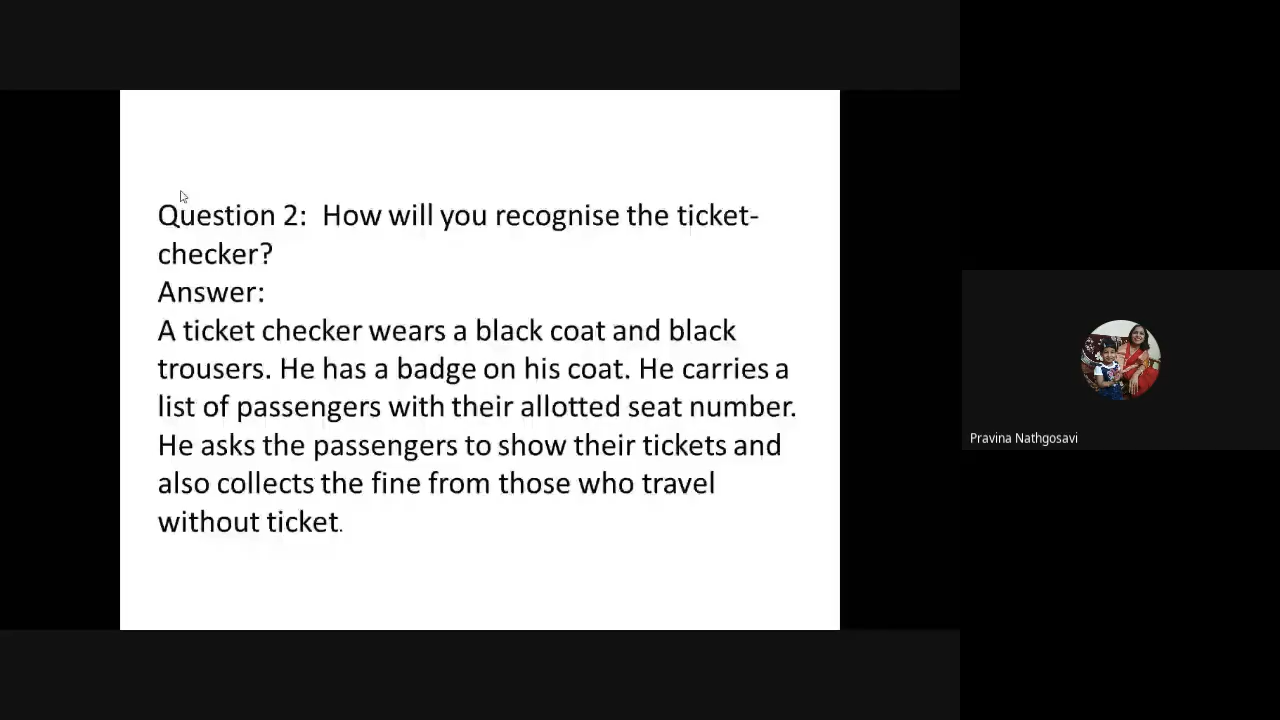 Question 2:  How will you recognise the ticket-
checker?
Answer:
A ticket checker wears a black coat and black
trousers. He has a badge on his coat. He carries a
list of passengers with their allotted seat number.
He asks the passengers to show their tickets and
also collects the fine from those who travel
without ticket.
Pravina Nathgosavi